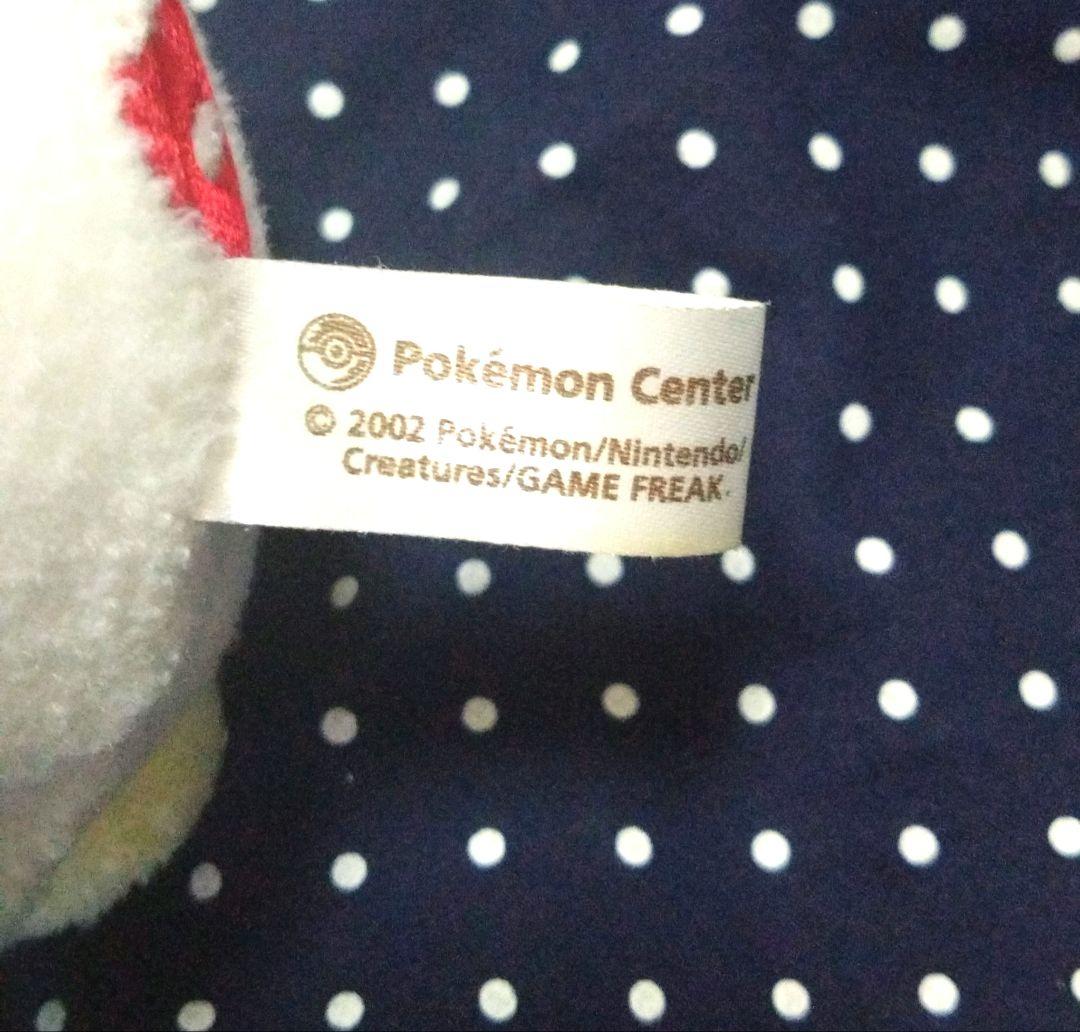 Pokémon Center
© 2002 Pokémon/Nintendo/
Creatures/GAME FREAK.